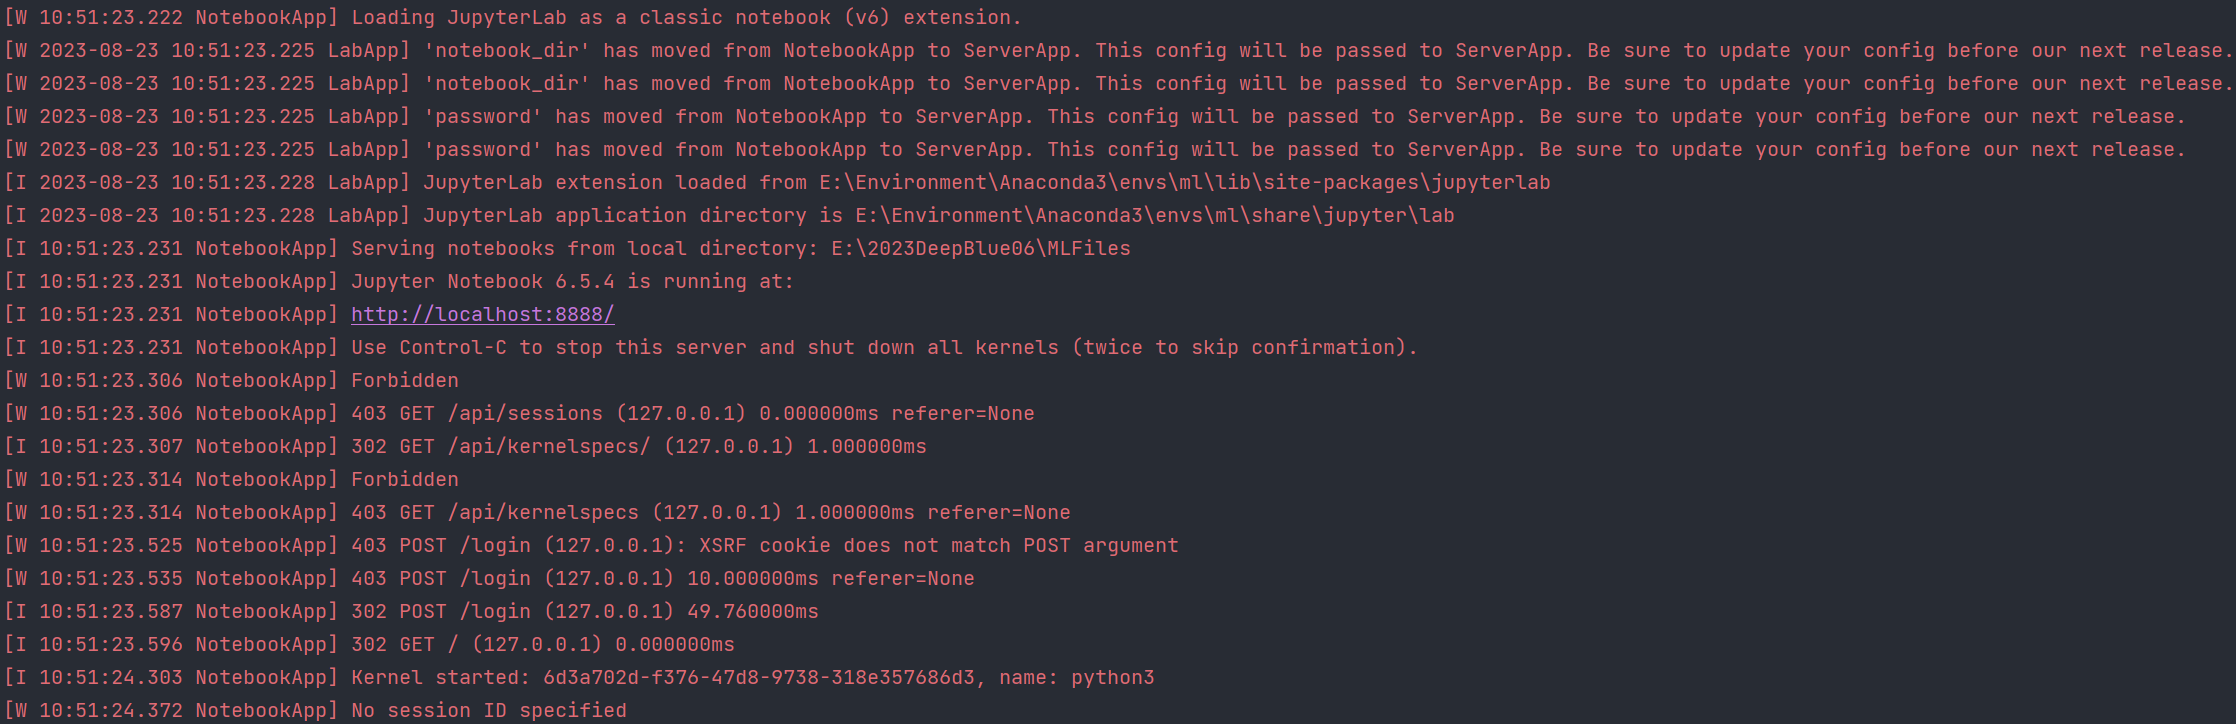 [W 10:51:23.222 NotebookApp] Loading JupyterLab as a classic notebook (v6) extension.
[W 2023-08-23 10:51:23.225 LabApp] 'notebook_dir' has moved from NotebookApp to ServerApp. This config will be passed to ServerApp. Be sure to update your config before our next release.
[W 2023-08-23 10:51:23.225 LabApp] 'notebook_dir' has moved from NotebookApp to ServerApp. This config will be passed to ServerApp. Be sure to update your config before our next release.
[W 2023-08-23 10:51:23.225 LabApp] 'password' has moved from NotebookApp to ServerApp. This config will be passed to ServerApp. Be sure to update your config before our next release.
[W 2023-08-23 10:51:23.225 LabApp] 'password' has moved from NotebookApp to ServerApp. This config will be passed to ServerApp. Be sure to update your config before our next release.
[I 2023-08-23 10:51:23.228 LabApp] JupyterLab extension loaded from E:\Environment\Anaconda3\envs\ml\lib\site-packages\jupyterlab
[I 2023-08-23 10:51:23.228 LabApp] JupyterLab application directory is E:\Environment\Anaconda3\envs\ml\share\jupyter\lab
[I 10:51:23.231 NotebookApp] Serving notebooks from local directory: E:\2023DeepBlue06\MLFiles
[I 10:51:23.231 NotebookApp] Jupyter Notebook 6.5.4 is running at:
[I 10:51:23.231 NotebookApp] http://localhost:8888/
[I 10:51:23.231 NotebookApp] Use Control-C to stop this server and shut down all kernels (twice to skip confirmation).
[W 10:51:23.306 NotebookApp] Forbidden
[W 10:51:23.306 NotebookApp] 403 GET /api/sessions (127.0.0.1) 0.000000ms referer=None
[I 10:51:23.307 NotebookApp] 302 GET /api/kernelspecs/ (127.0.0.1) 1.000000ms
[W 10:51:23.314 NotebookApp] Forbidden
[W 10:51:23.314 NotebookApp] 403 GET /api/kernelspecs (127.0.0.1) 1.000000ms referer=None
[W 10:51:23.525 NotebookApp] 403 POST /login (127.0.0.1): XSRF cookie does not match POST argument
[W 10:51:23.535 NotebookApp] 403 POST /login (127.0.0.1) 10.000000ms referer=None
[I 10:51:23.587 NotebookApp] 302 POST /login (127.0.0.1) 49.760000ms
[I 10:51:23.596 NotebookApp] 302 GET / (127.0.0.1) 0.000000ms
[I 10:51:24.303 NotebookApp] Kernel started: 6d3a702d-f376-47d8-9738-318e357686d3, name: python3
[W 10:51:24.372 NotebookApp] No session ID specified